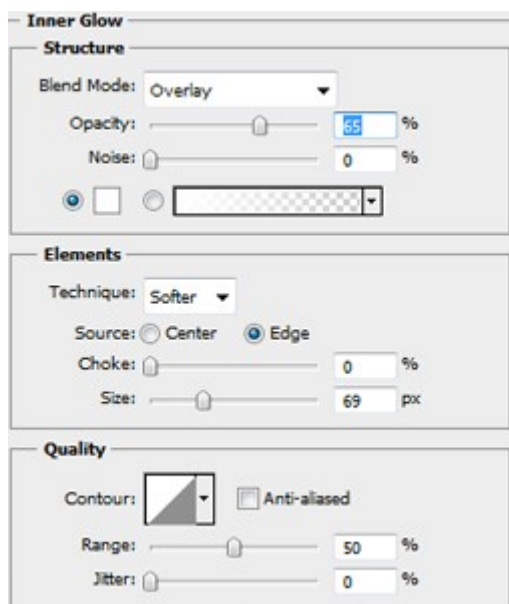 Inner Glow
Structure
Blend Mode: Overlay
Opacity: 65 %
Noise: 0 %
Elements
Technique: Softer
Source: Center Edge
Choke: 0 %
Size: 69 px
Quality
Contour: Anti-aliased
Range: 50 %
Jitter: 0 %